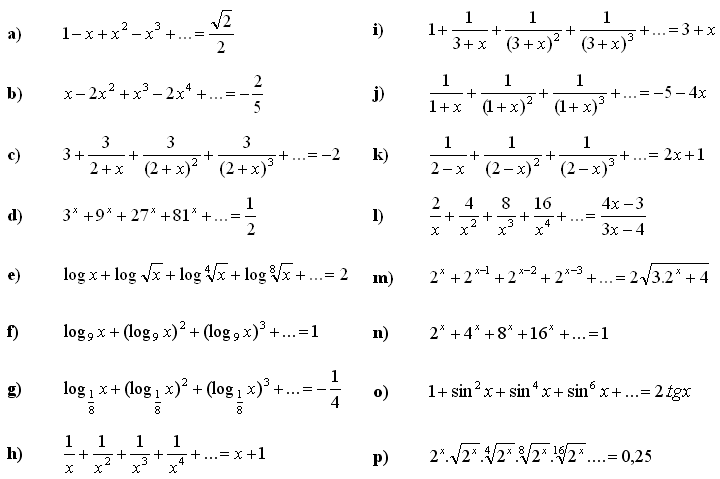 a) 1 - x + x² - x³ + ... = √2/2
b) x - 2x² + x³ - 2x⁴ + ... = -2/5
c) 3 + 3/(2 + x) + 3/(2 + x)² + 3/(2 + x)³ + ... = -2
d) 3ˣ + 9ˣ + 27ˣ + 81ˣ + ... = 1/2
e) log x + log √x + log ⁴√x + log ⁸√x + ... = 2
f) log₉ x + (log₉ x)² + (log₉ x)³ + ... = 1
g) log_{1/8} x + (log_{1/8} x)² + (log_{1/8} x)³ + ... = -1/4
h) 1/x + 1/x² + 1/x³ + 1/x⁴ + ... = x + 1
i) 1 + 1/(3 + x) + 1/(3 + x)² + 1/(3 + x)³ + ... = 3 + x
j) 1/(1 + x) + 1/(1 + x)² + 1/(1 + x)³ + ... = -5 - 4x
k) 1/(2 - x) + 1/(2 - x)² + 1/(2 - x)³ + ... = 2x + 1
l) 2/x + 4/x² + 8/x³ + 16/x⁴ + ... = (4x - 3)/(3x - 4)
m) 2ˣ + 2ˣ⁻¹ + 2ˣ⁻² + 2ˣ⁻³ + ... = 2√(3.2ˣ + 4)
n) 2ˣ + 4ˣ + 8ˣ + 16ˣ + ... = 1
o) 1 + sin² x + sin⁴ x + sin⁶ x + ... = 2tgx
p) 2ˣ.√2ˣ.⁴√2ˣ.⁸√2ˣ.¹⁶√2ˣ.... = 0,25